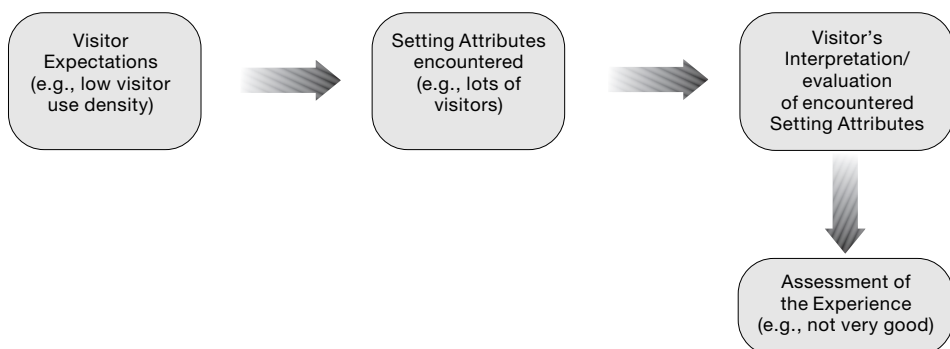 Visitor
Expectations
(e.g., low visitor
use density)
Setting Attributes
encountered
(e.g., lots of
visitors)
Visitor’s
Interpretation/
evaluation
of encountered
Setting Attributes
Assessment of
the Experience
(e.g., not very good)